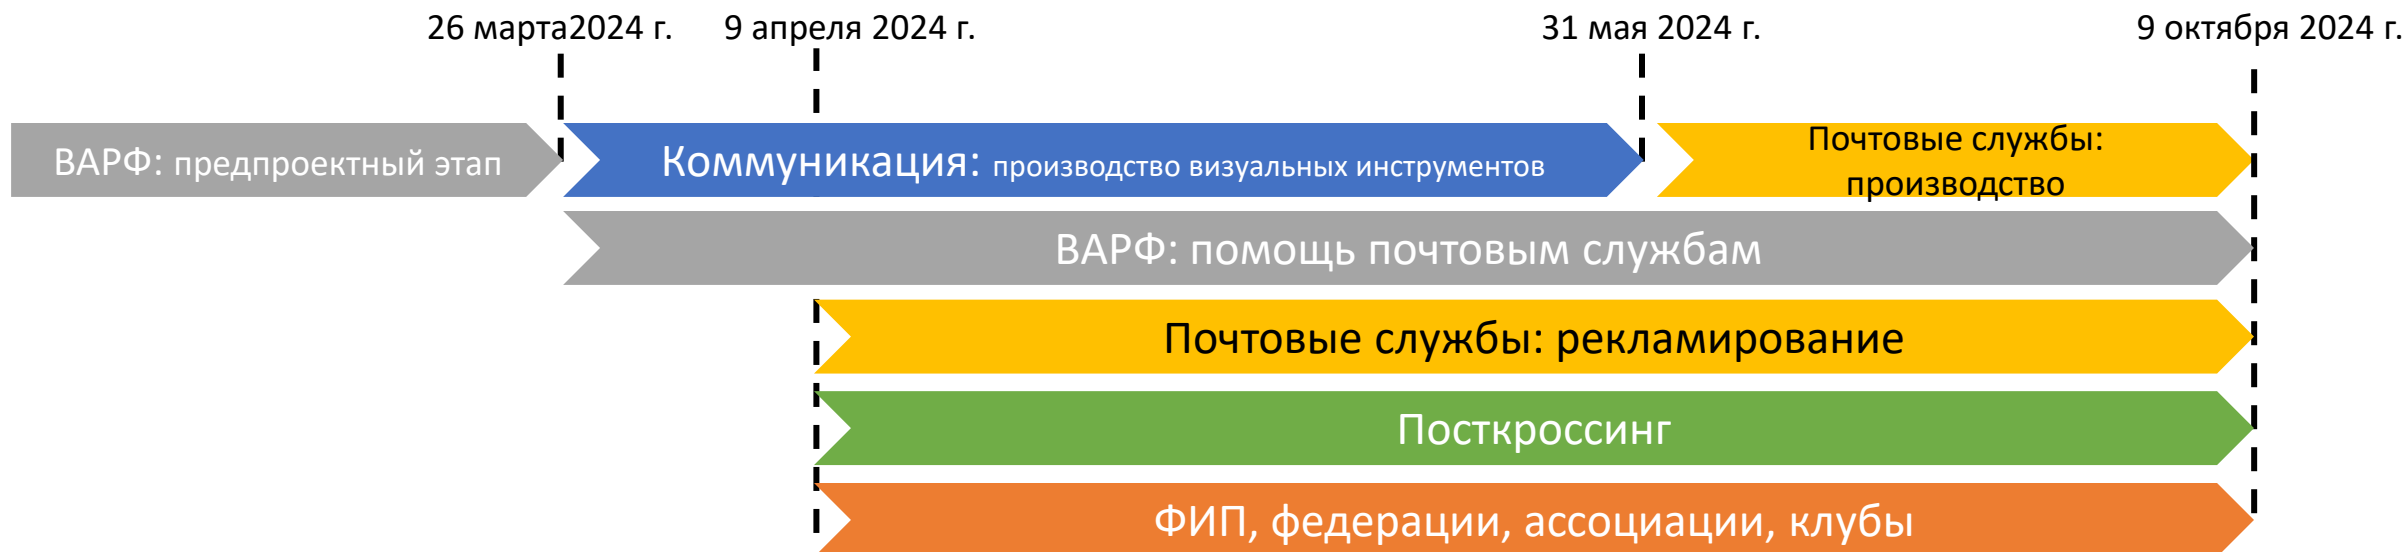 26 марта2024 г.
9 апреля 2024 г.
31 мая 2024 г.
9 октября 2024 г.
ВАРФ: предпроектный этап
Коммуникация: производство визуальных инструментов
Почтовые службы:
производство
ВАРФ: помощь почтовым службам
Почтовые службы: рекламирование
Посткроссинг
ФИП, федерации, ассоциации, клубы